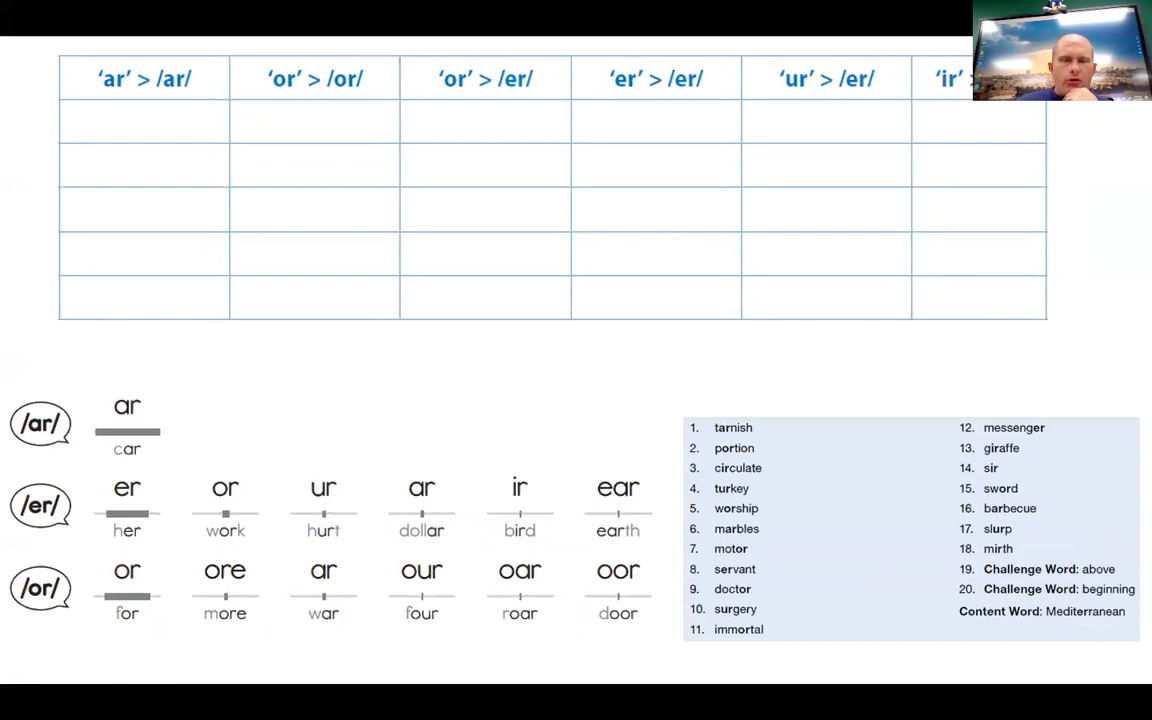 ‘ar’ > /ar/ ‘or’ > /or/ ‘or’ > /er/ ‘er’ > /er/ ‘ur’ > /er/ ‘ir’ >
/ar/
ar
car
/er/
er or ur ar ir ear
her work hurt dollar bird earth
/or/
or ore ar our oar oor
for more war four roar door
1. tarnish
2. portion
3. circulate
4. turkey
5. worship
6. marbles
7. motor
8. servant
9. doctor
10. surgery
11. immortal
12. messenger
13. giraffe
14. sir
15. sword
16. barbecue
17. slurp
18. mirth
19. Challenge Word: above
20. Challenge Word: beginning
Content Word: Mediterranean